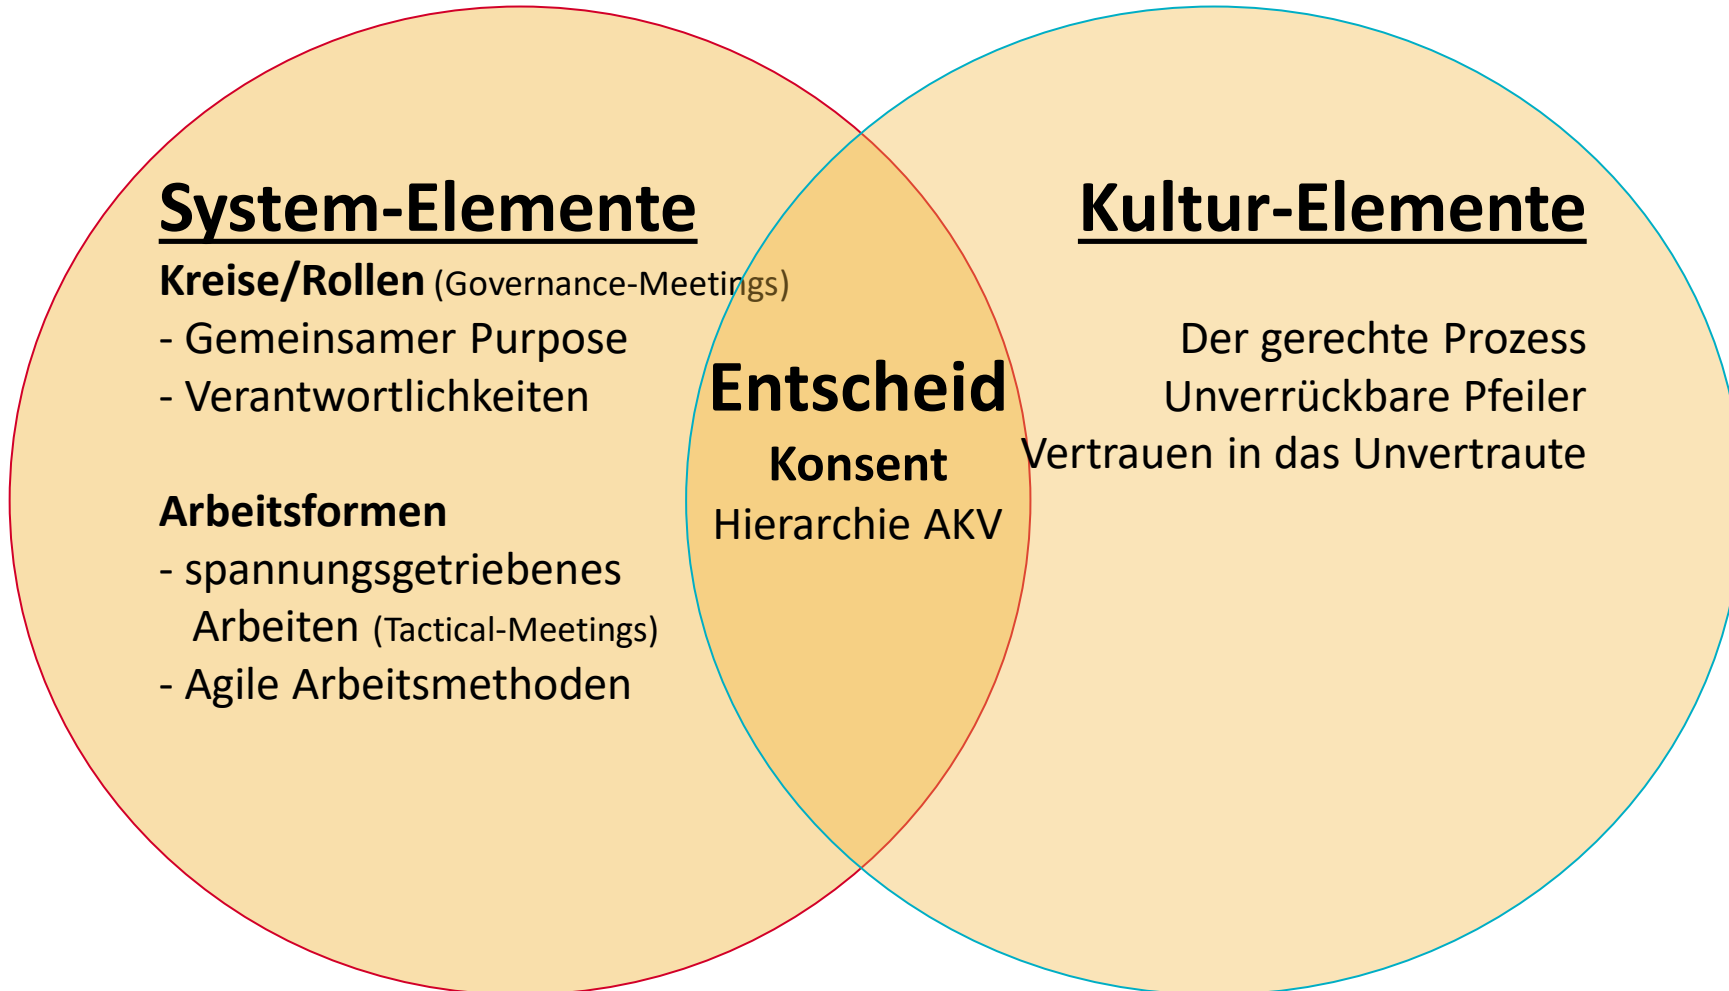 System-Elemente
Kreise/Rollen (Governance-Meetings)
- Gemeinsamer Purpose
- Verantwortlichkeiten
Arbeitsformen
- spannungsgetriebenes
Arbeiten (Tactical-Meetings)
- Agile Arbeitsmethoden
Entscheid
Konsent
Hierarchie AKV
Kultur-Elemente
Der gerechte Prozess
Unverrückbare Pfeiler
Vertrauen in das Unvertraute